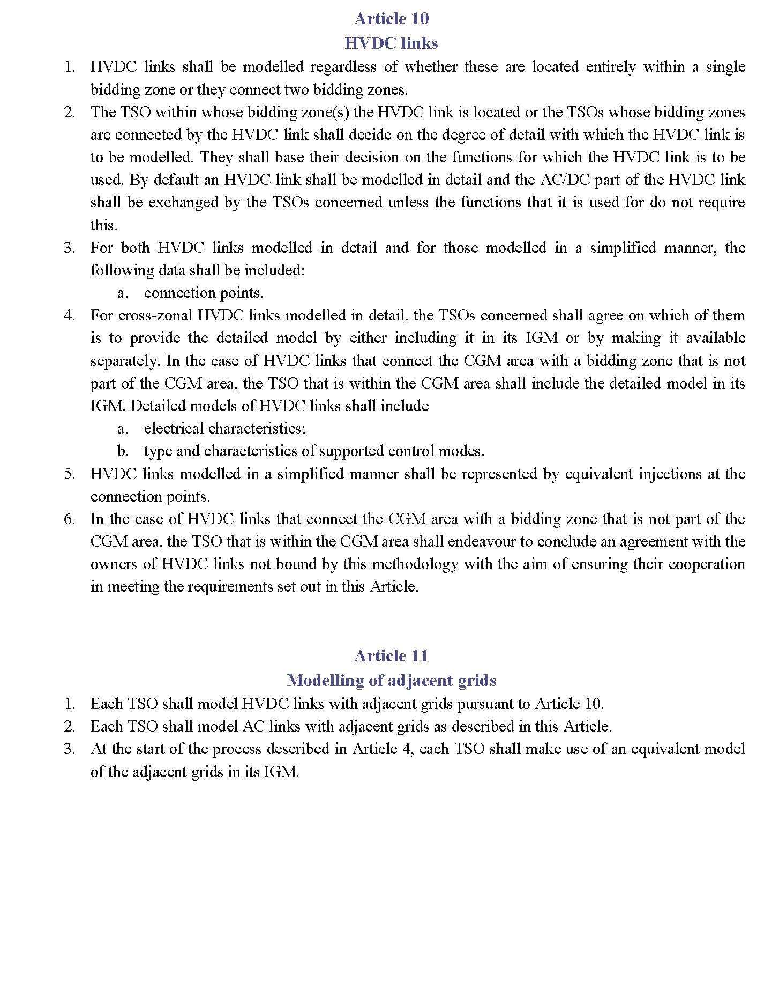 Article 10
HVDC links
1. HVDC links shall be modelled regardless of whether these are located entirely within a single
bidding zone or they connect two bidding zones.
2. The TSO within whose bidding zone(s) the HVDC link is located or the TSOs whose bidding zones
are connected by the HVDC link shall decide on the degree of detail with which the HVDC link is
to be modelled. They shall base their decision on the functions for which the HVDC link is to be
used. By default an HVDC link shall be modelled in detail and the AC/DC part of the HVDC link
shall be exchanged by the TSOs concerned unless the functions that it is used for do not require
this.
3. For both HVDC links modelled in detail and for those modelled in a simplified manner, the
following data shall be included:
a. connection points.
4. For cross-zonal HVDC links modelled in detail, the TSOs concerned shall agree on which of them
is to provide the detailed model by either including it in its IGM or by making it available
separately. In the case of HVDC links that connect the CGM area with a bidding zone that is not
part of the CGM area, the TSO that is within the CGM area shall include the detailed model in its
IGM. Detailed models of HVDC links shall include
a. electrical characteristics;
b. type and characteristics of supported control modes.
5. HVDC links modelled in a simplified manner shall be represented by equivalent injections at the
connection points.
6. In the case of HVDC links that connect the CGM area with a bidding zone that is not part of the
CGM area, the TSO that is within the CGM area shall endeavour to conclude an agreement with the
owners of HVDC links not bound by this methodology with the aim of ensuring their cooperation
in meeting the requirements set out in this Article.
Article 11
Modelling of adjacent grids
1. Each TSO shall model HVDC links with adjacent grids pursuant to Article 10.
2. Each TSO shall model AC links with adjacent grids as described in this Article.
3. At the start of the process described in Article 4, each TSO shall make use of an equivalent model
of the adjacent grids in its IGM.